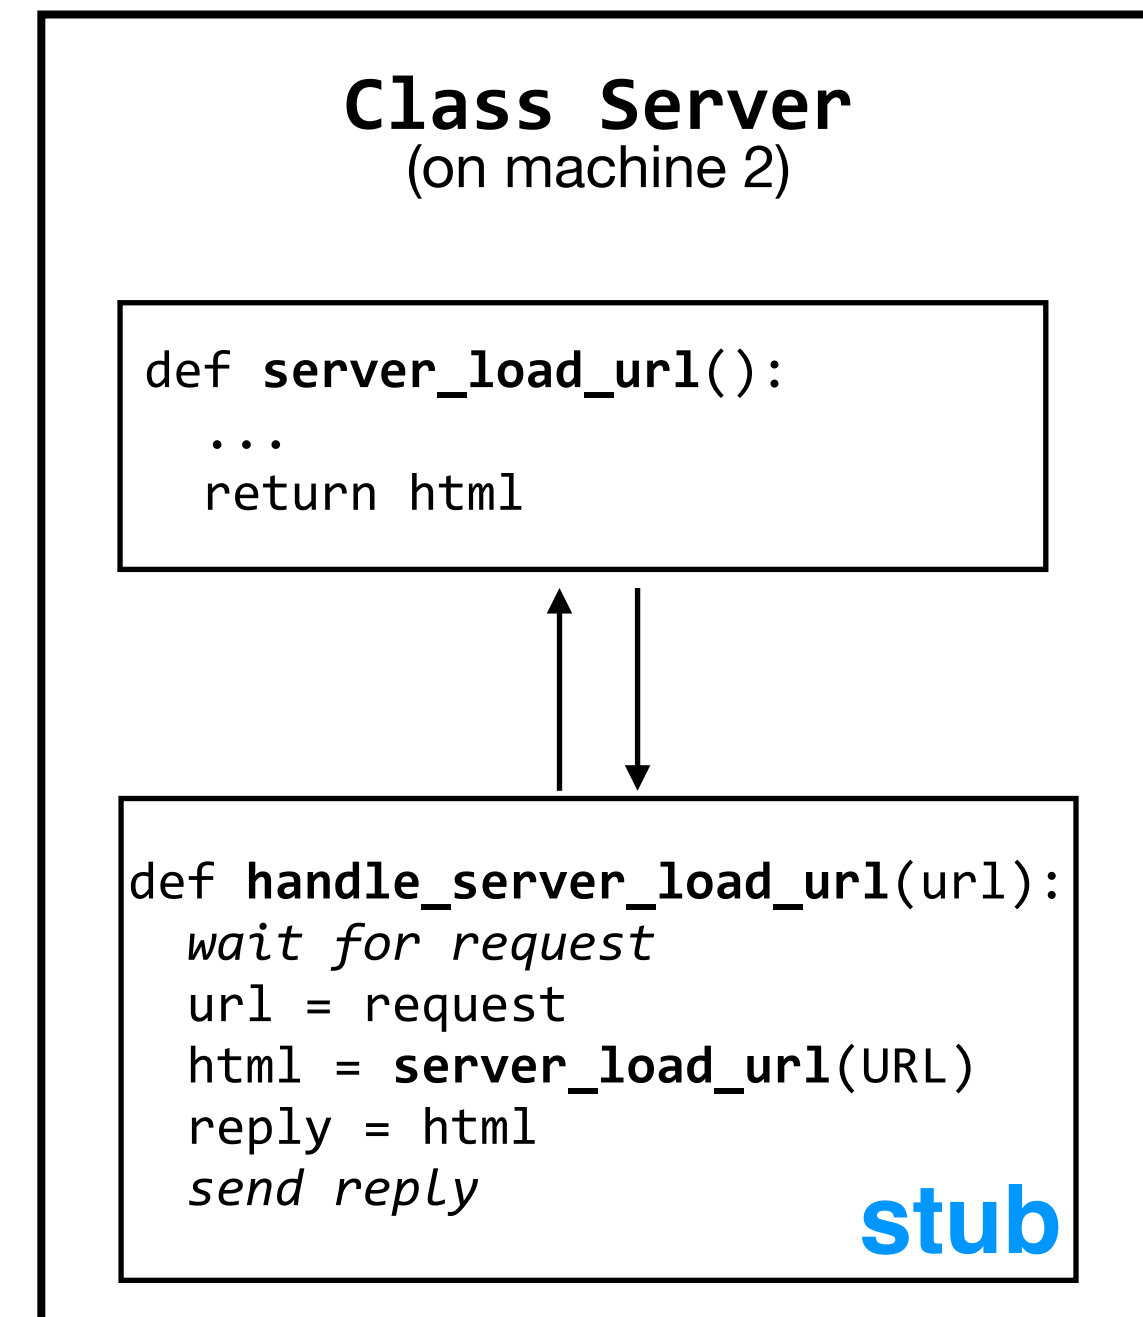 Class Server
(on machine 2)
def server_load_url():
...
return html
def handle_server_load_url(url):
wait for request
url = request
html = server_load_url(URL)
reply = html
send reply
stub